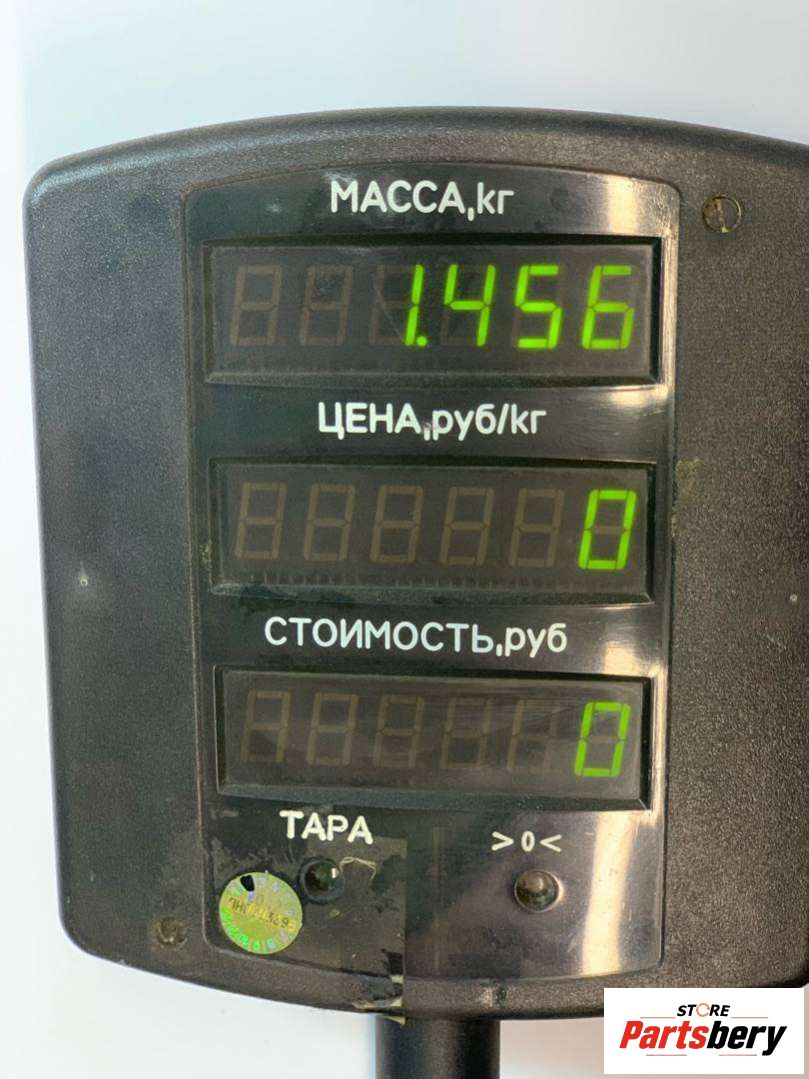 МАССА,кг
1.456
ЦЕНА,руб/кг
0
СТОИМОСТЬ,руб
0
ТАРА >0<
STORE
Partsbery